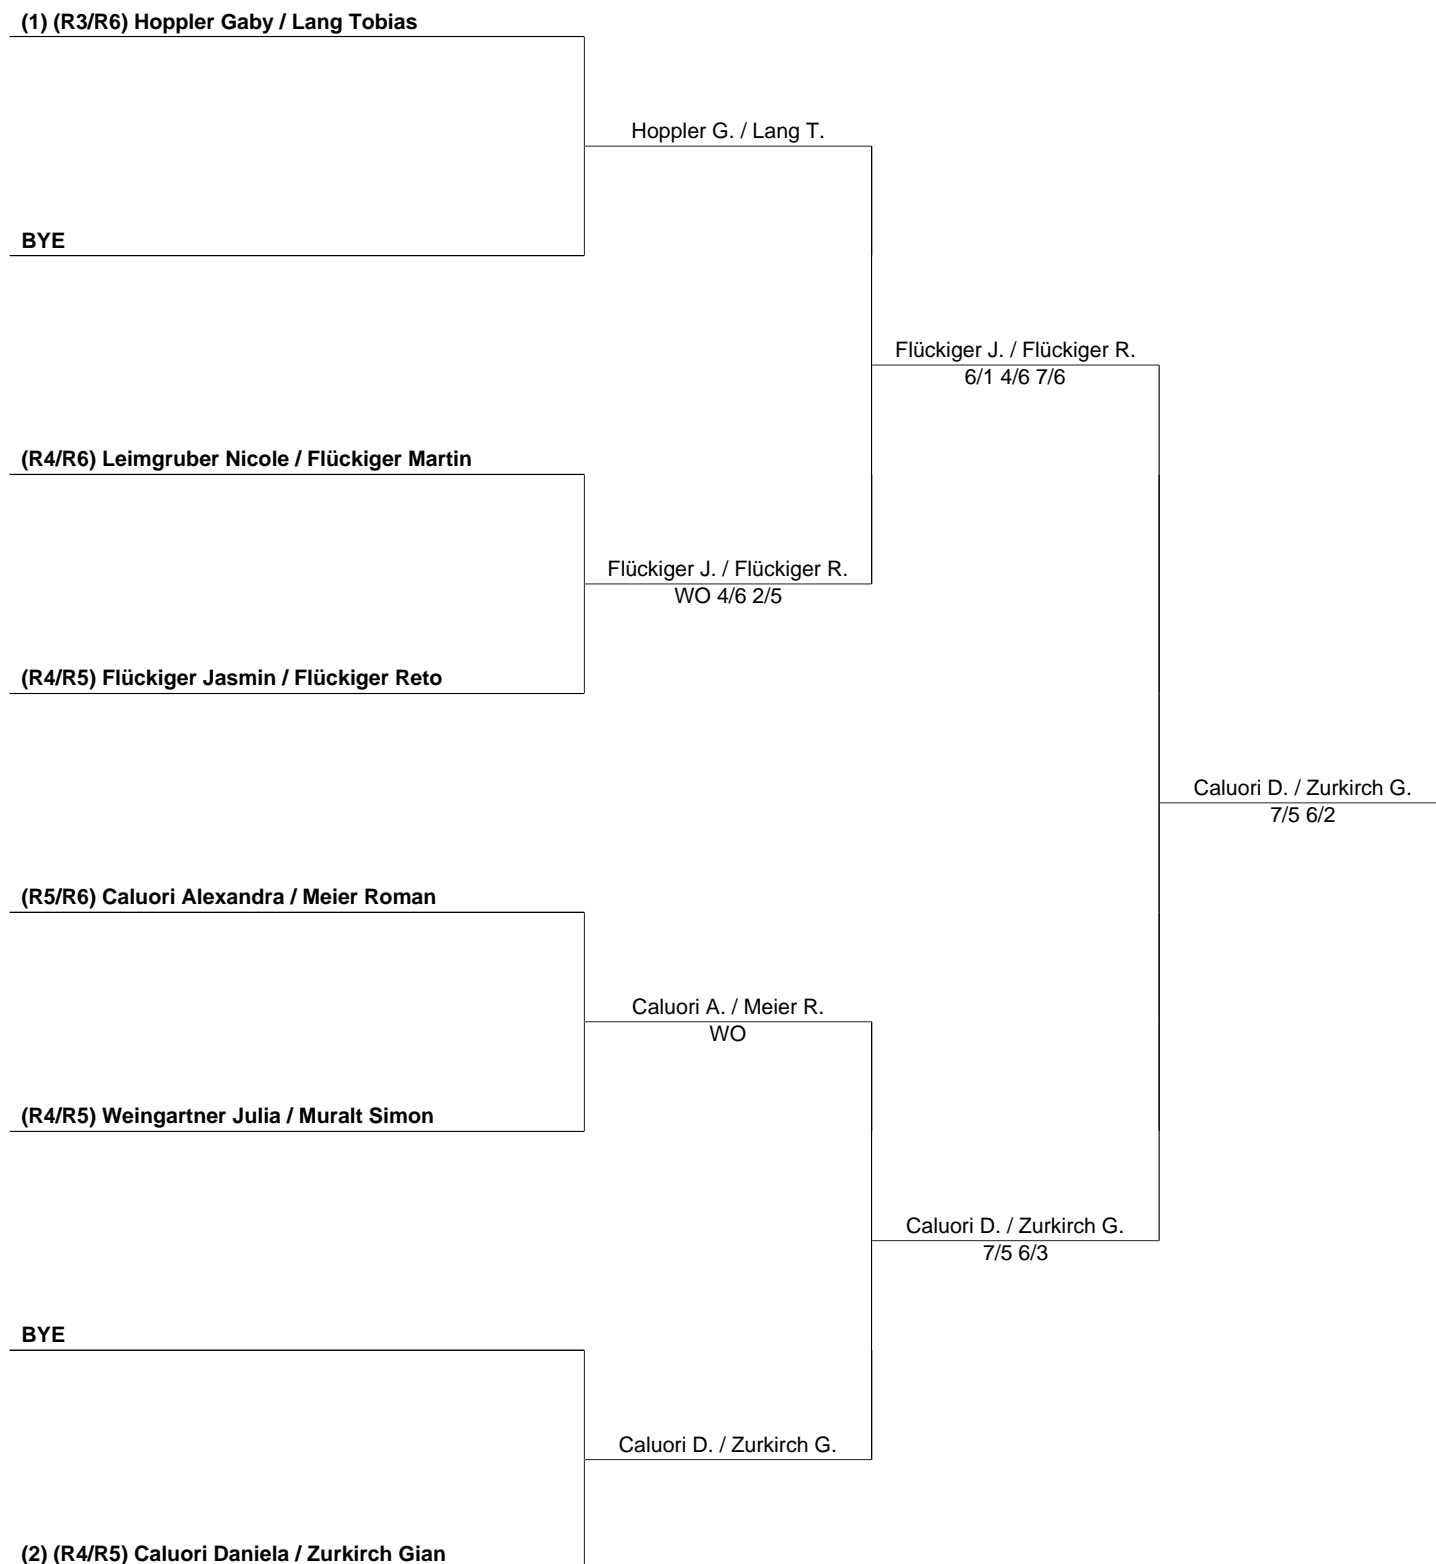 (1) (R3/R6) Hoppler Gaby / Lang Tobias
Hoppler G. / Lang T.
BYE
Flückiger J. / Flückiger R.
6/1 4/6 7/6
(R4/R6) Leimgruber Nicole / Flückiger Martin
Flückiger J. / Flückiger R.
WO 4/6 2/5
(R4/R5) Flückiger Jasmin / Flückiger Reto
Caluori D. / Zurkirch G.
7/5 6/2
(R5/R6) Caluori Alexandra / Meier Roman
Caluori A. / Meier R.
WO
(R4/R5) Weingartner Julia / Muralt Simon
Caluori D. / Zurkirch G.
7/5 6/3
BYE
Caluori D. / Zurkirch G.
(2) (R4/R5) Caluori Daniela / Zurkirch Gian